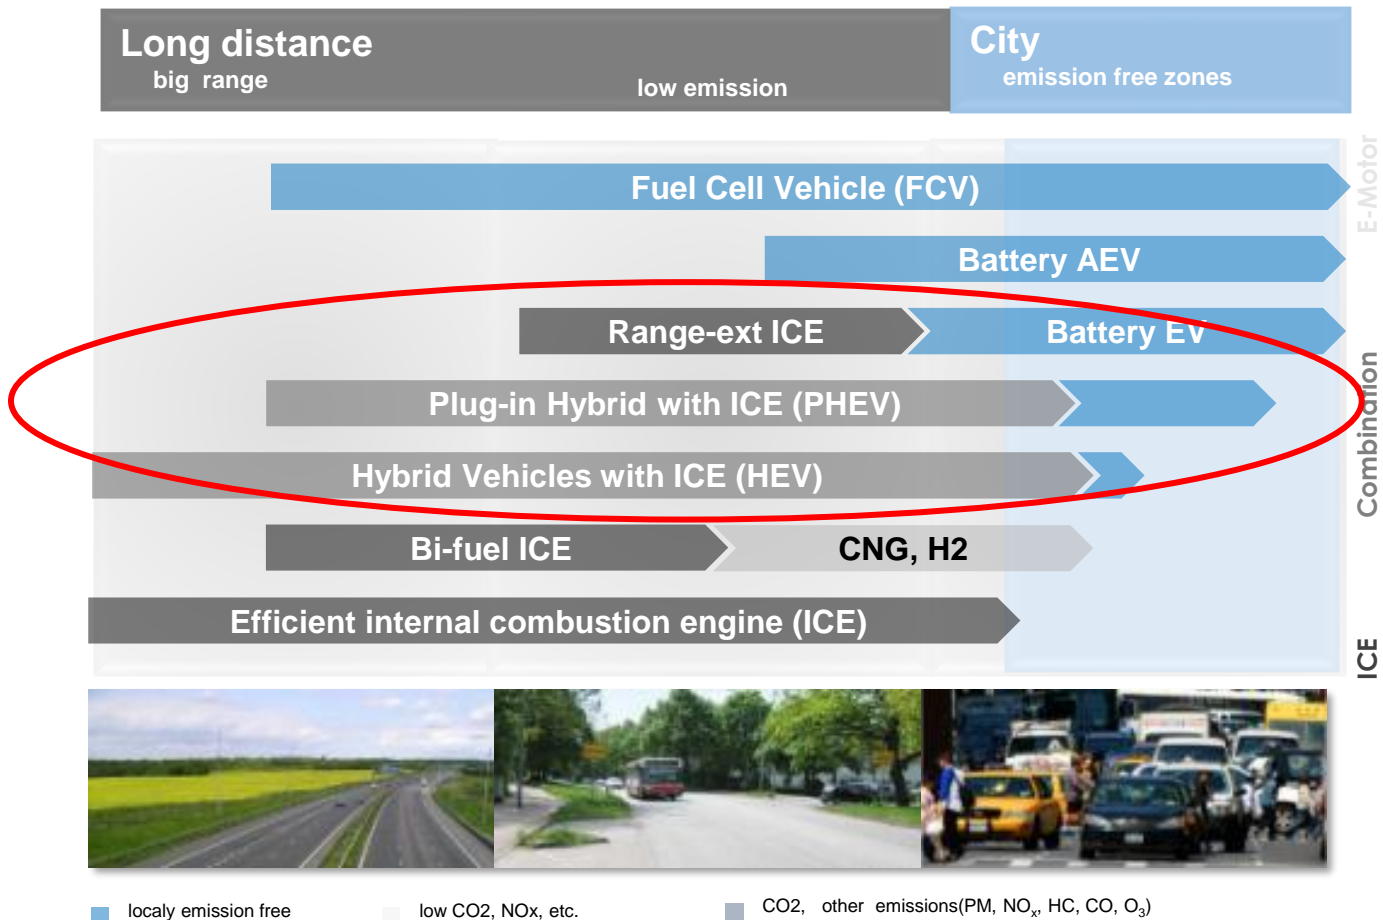 Long distance
big range
low emission
City
emission free zones
E-Motor
Fuel Cell Vehicle (FCV)
Battery AEV
Range-ext ICE
Battery EV
Plug-in Hybrid with ICE (PHEV)
Combination
Hybrid Vehicles with ICE (HEV)
Bi-fuel ICE
CNG, H2
Efficient internal combustion engine (ICE)
ICE
localy emission free
low CO2, NOx, etc.
CO2, other emissions(PM, NOx, HC, CO, O3)